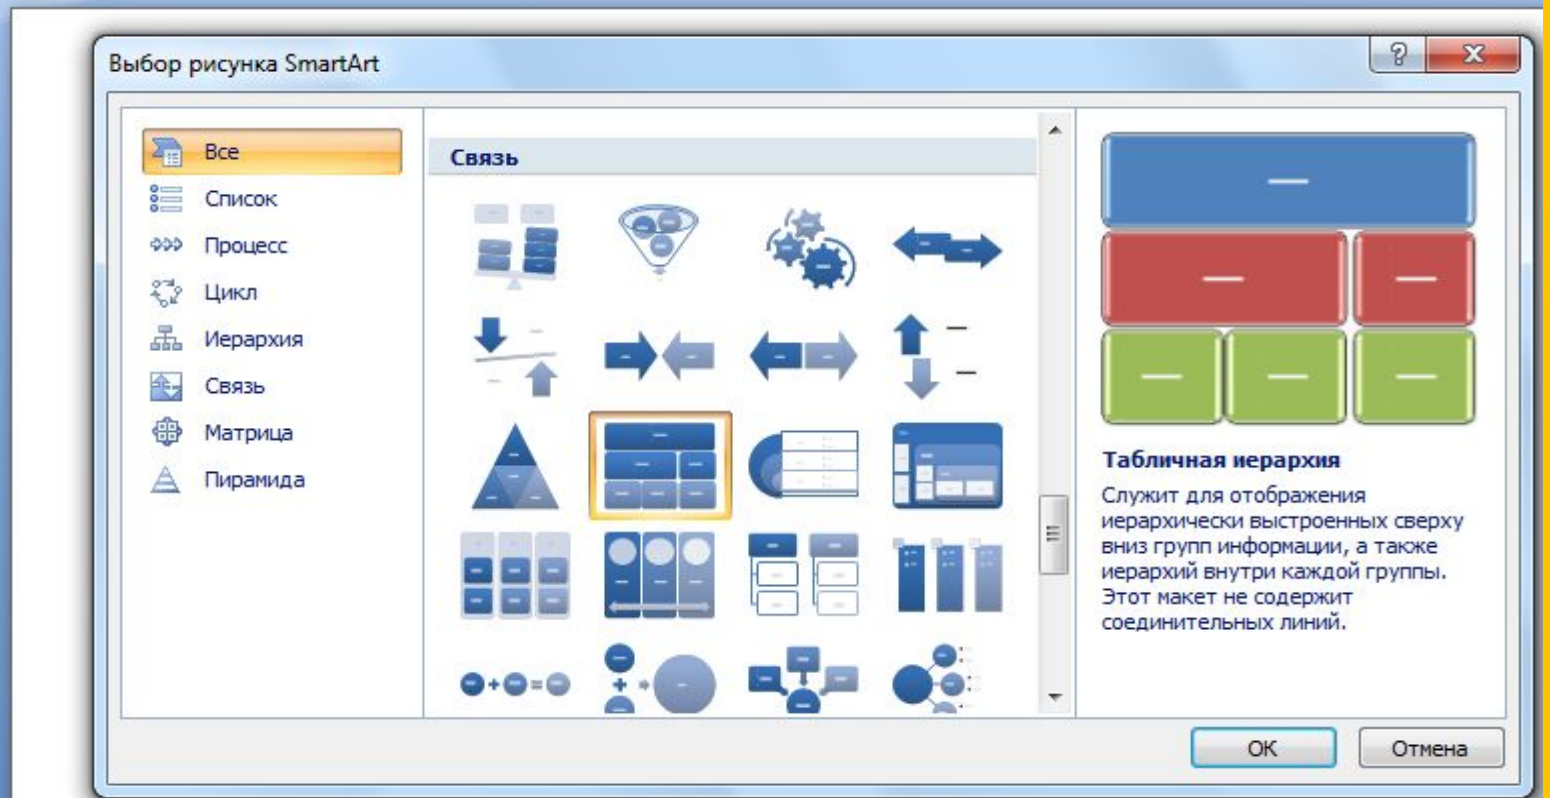 Выбор рисунка SmartArt
Все
Список
Процесс
Цикл
Иерархия
Связь
Матрица
Пирамида
Связь
Табличная иерархия
Служит для отображения
иерархически выстроенных сверху
вниз групп информации, а также
иерархий внутри каждой группы.
Этот макет не содержит
соединительных линий.
ОК
Отмена